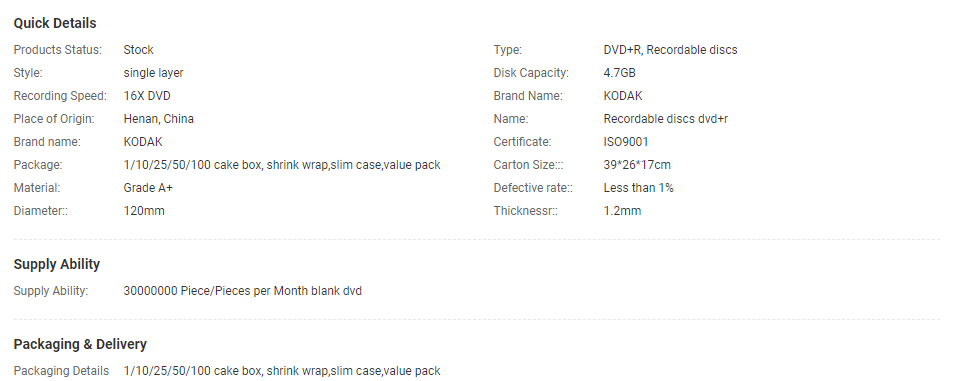 Quick Details
Products Status: Stock Type: DVD+R, Recordable discs
Style: single layer Disk Capacity: 4.7GB
Recording Speed: 16X DVD Brand Name: KODAK
Place of Origin: Henan, China Name: Recordable discs dvd+r
Brand name: KODAK Certificate: ISO9001
Package: 1/10/25/50/100 cake box, shrink wrap,slim case,value pack Carton Size::: 39*26*17cm
Material: Grade A+ Defective rate:: Less than 1%
Diameter:: 120mm Thicknessr:: 1.2mm
Supply Ability
Supply Ability: 30000000 Piece/Pieces per Month blank dvd
Packaging & Delivery
Packaging Details 1/10/25/50/100 cake box, shrink wrap,slim case,value pack